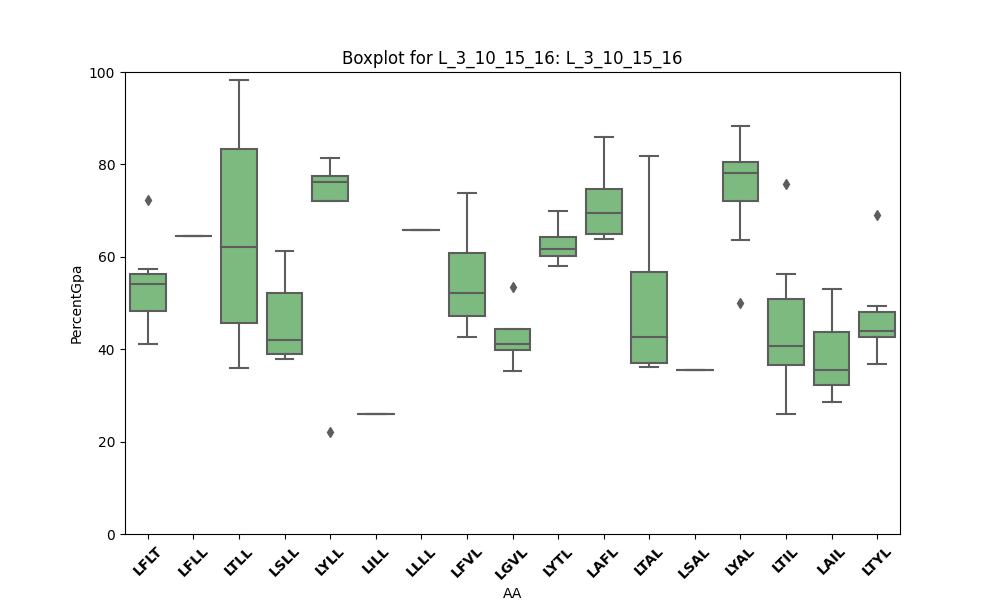 Boxplot for L_3_10_15_16: L_3_10_15_16
100
80
60
40
20
0
PercentGpa
LFLT LFLL LTLL LSLL LYLL LILL LLLL LFVL LGVL LYTL LAFL LTAL LSAL LYAL LTIL LAIL LTYL
AA